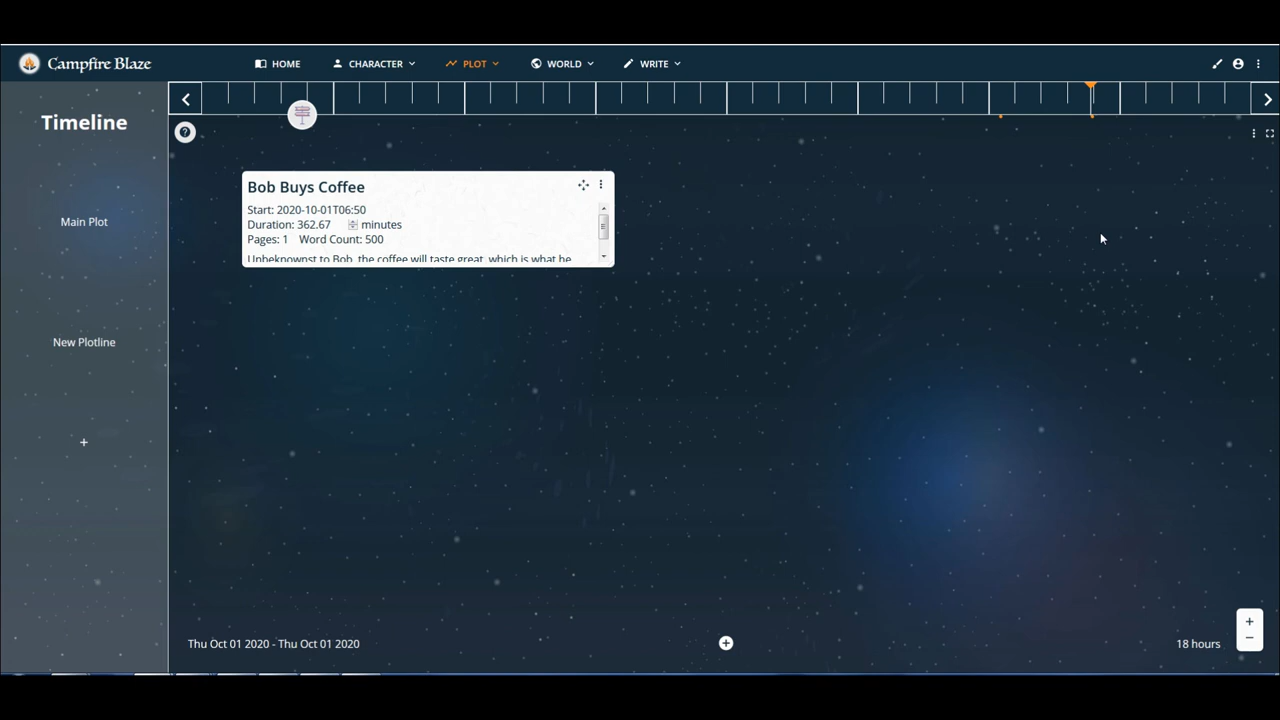 Campfire Blaze
HOME
CHARACTER
PLOT
WORLD
WRITE
Timeline
Main Plot
New Plotline
+
?
Bob Buys Coffee
Start: 2020-10-01T06:50
Duration: 362.67 minutes
Pages: 1 Word Count: 500
Unbeknownst to Bob, the coffee will taste great, which is what he
Thu Oct 01 2020 - Thu Oct 01 2020
+
18 hours
+
−